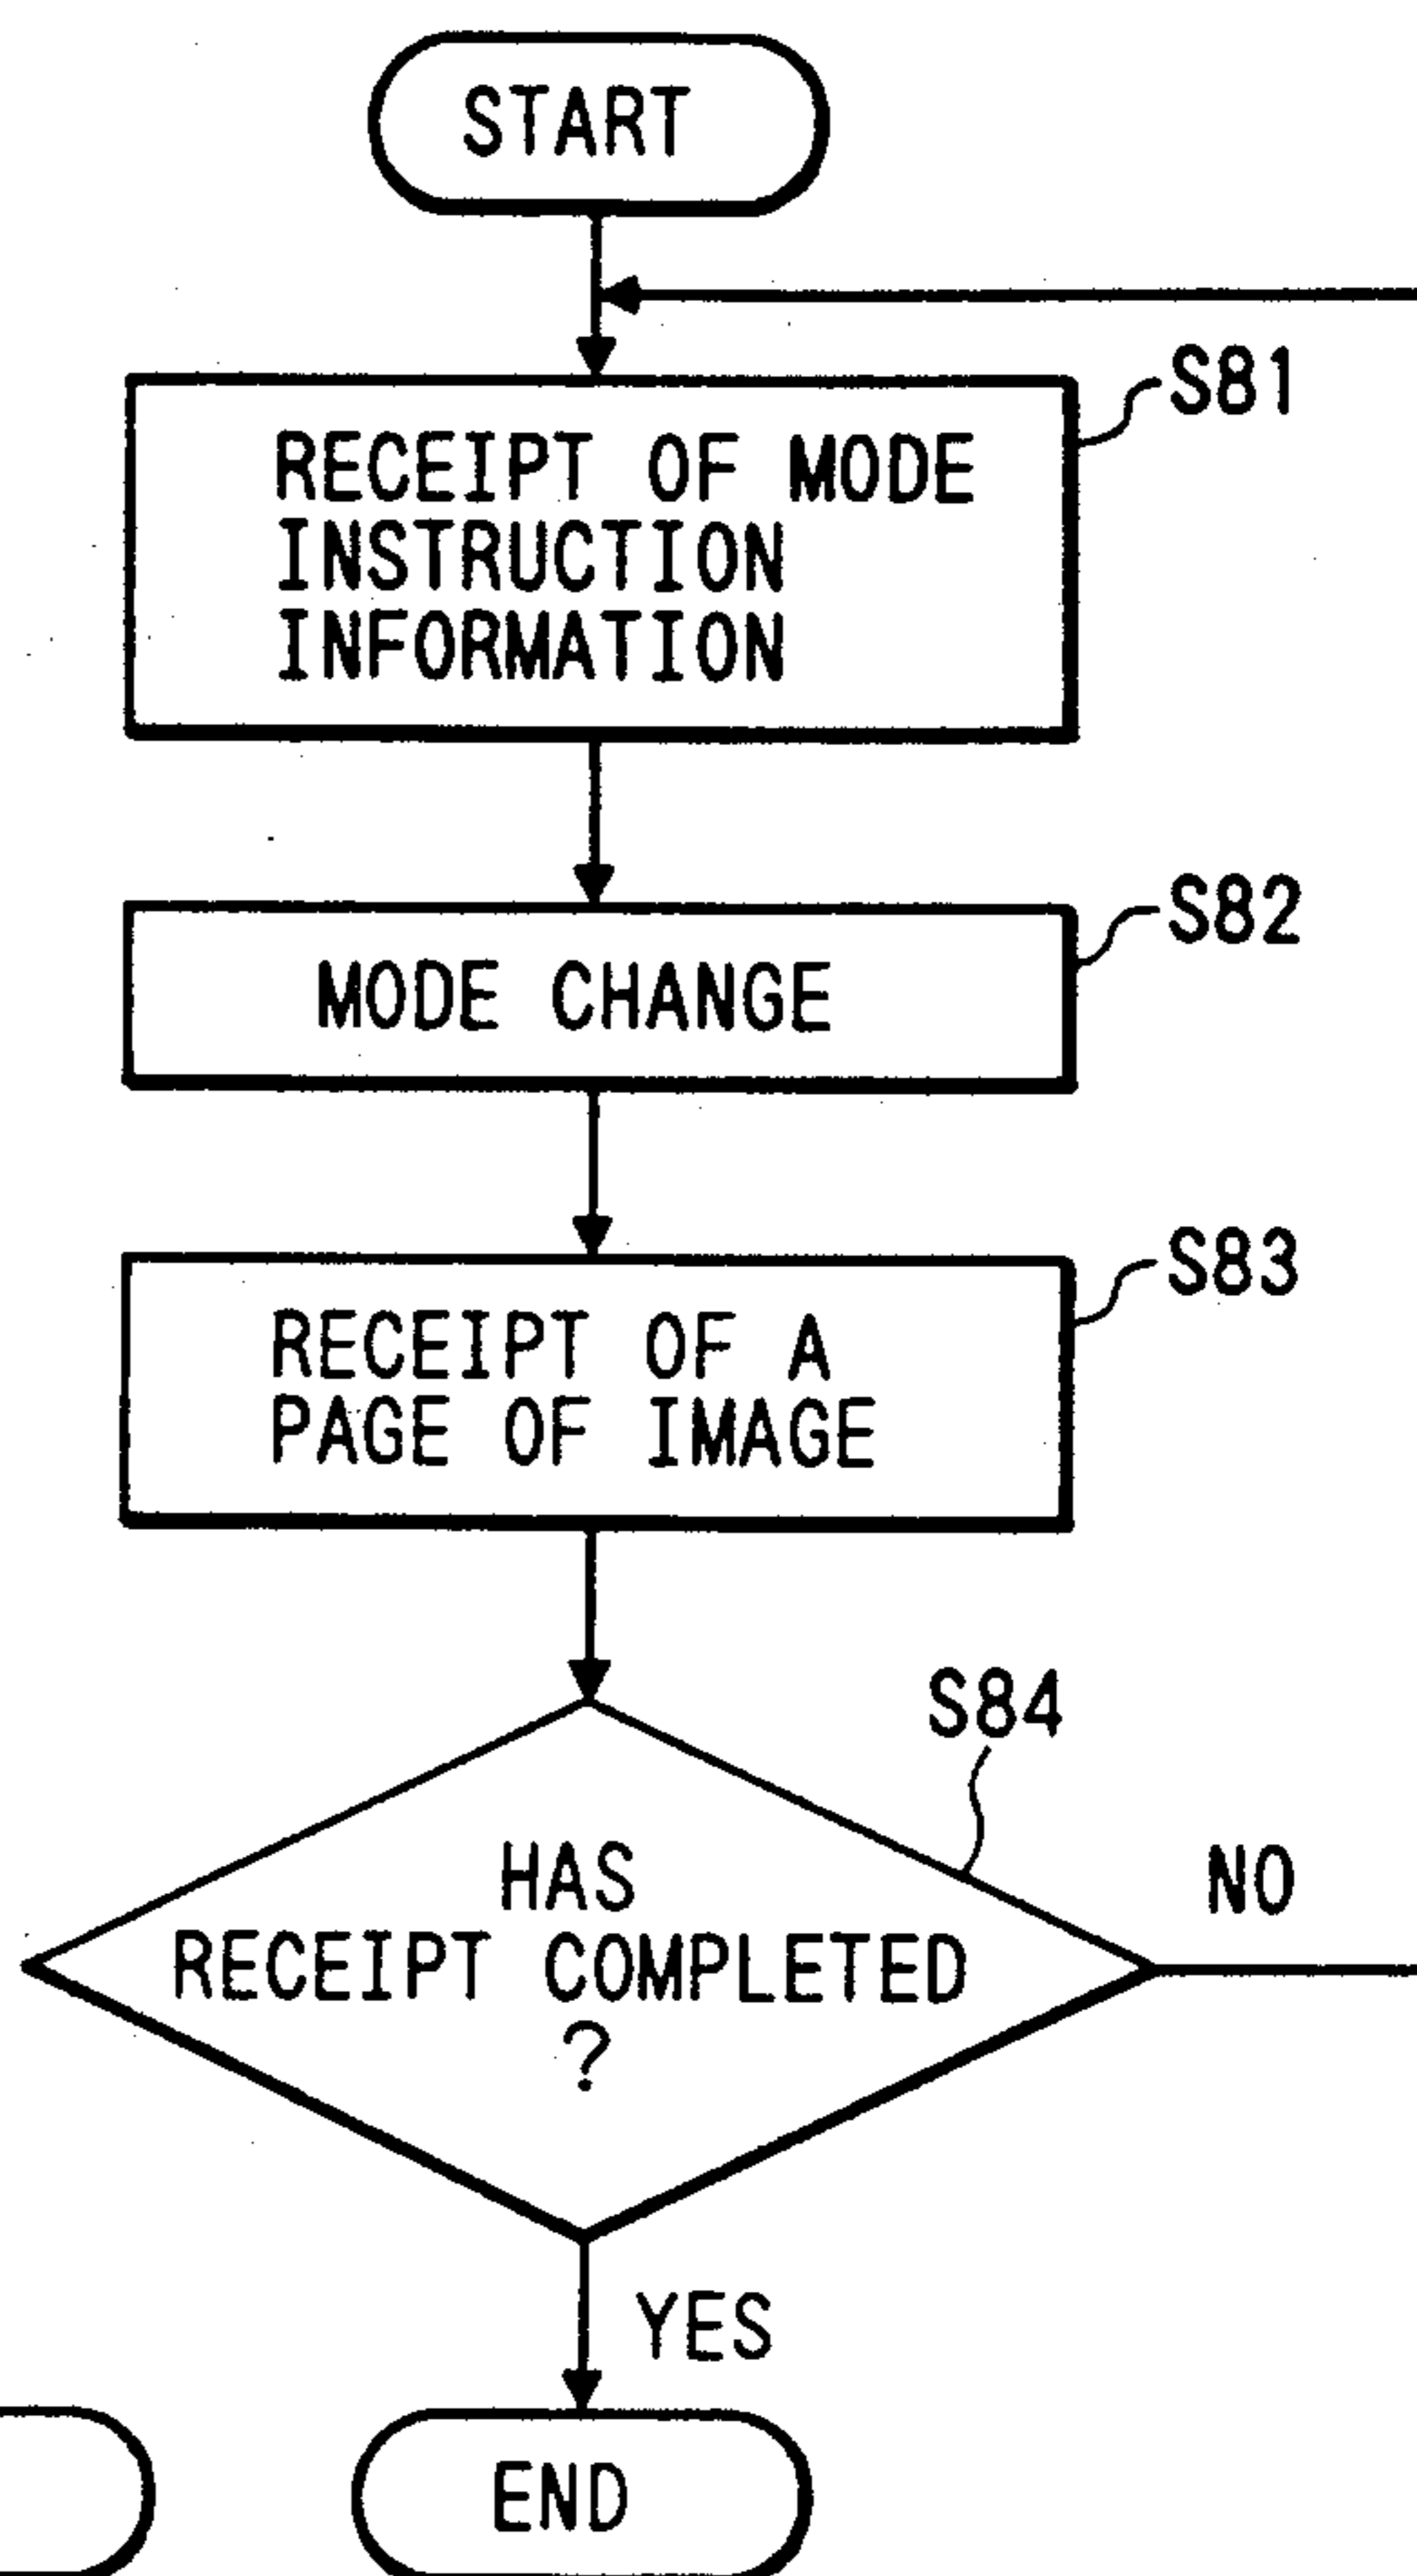 START
S81
RECEIPT OF MODE
INSTRUCTION
INFORMATION
S82
MODE CHANGE
S83
RECEIPT OF A
PAGE OF IMAGE
S84
HAS
RECEIPT COMPLETED
?
NO
YES
END